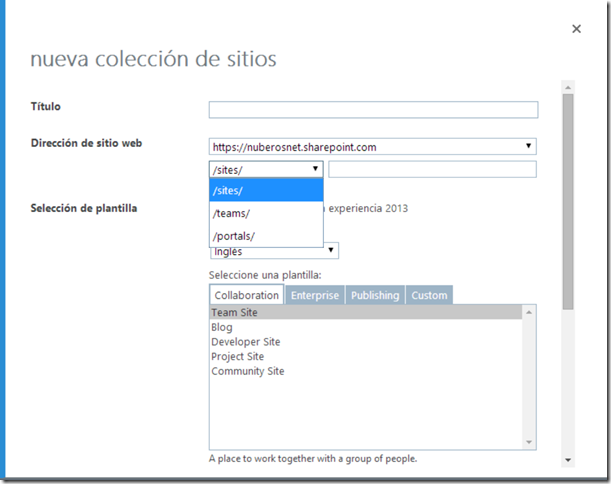 nueva colección de sitios
Título
Dirección de sitio web
https://nuberosnet.sharepoint.com
/sites/
/sites/
/teams/
/portals/
Selección de plantilla
experiencia 2013
Inglés
Seleccione una plantilla:
Collaboration Enterprise Publishing Custom
Team Site
Blog
Developer Site
Project Site
Community Site
A place to work together with a group of people.